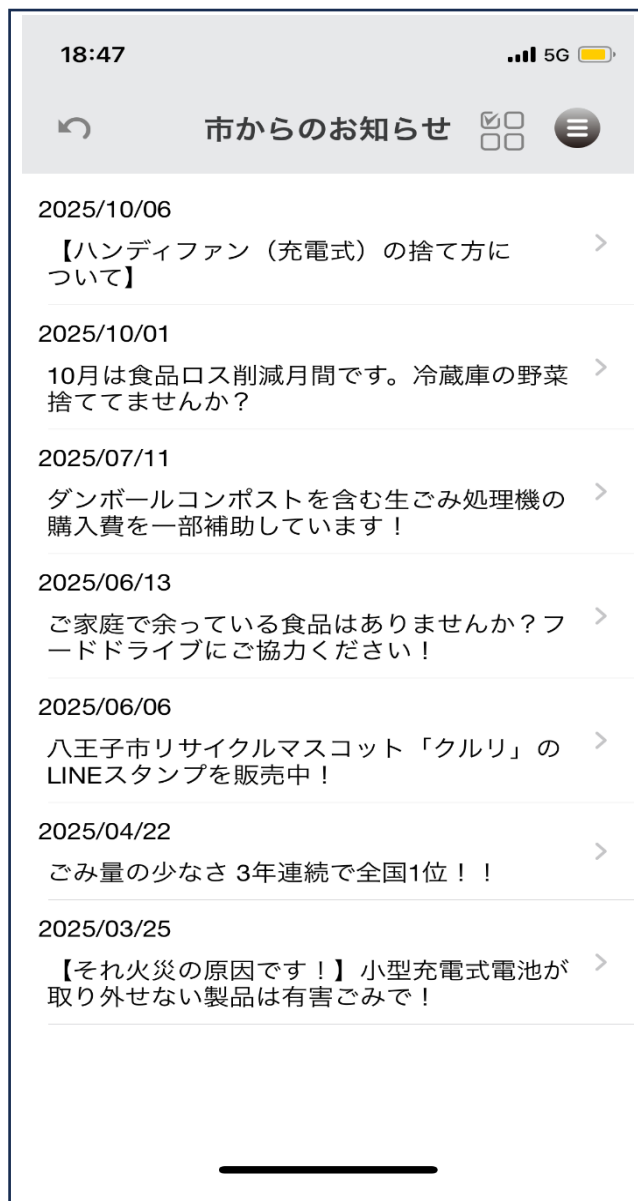 18:47 5G
市からのお知らせ
2025/10/06
【ハンディファン（充電式）の捨て方に
ついて】
2025/10/01
10月は食品ロス削減月間です。冷蔵庫の野菜
捨ててませんか？
2025/07/11
ダンボールコンポストを含む生ごみ処理機の
購入費を一部補助しています！
2025/06/13
ご家庭で余っている食品はありませんか？フ
ードドライブにご協力ください！
2025/06/06
八王子市リサイクルマスコット「クルリ」の
LINEスタンプを販売中！
2025/04/22
ごみ量の少なさ 3年連続で全国1位！！
2025/03/25
【それ火災の原因です！】小型充電式電池が
取り外せない製品は有害ごみで！